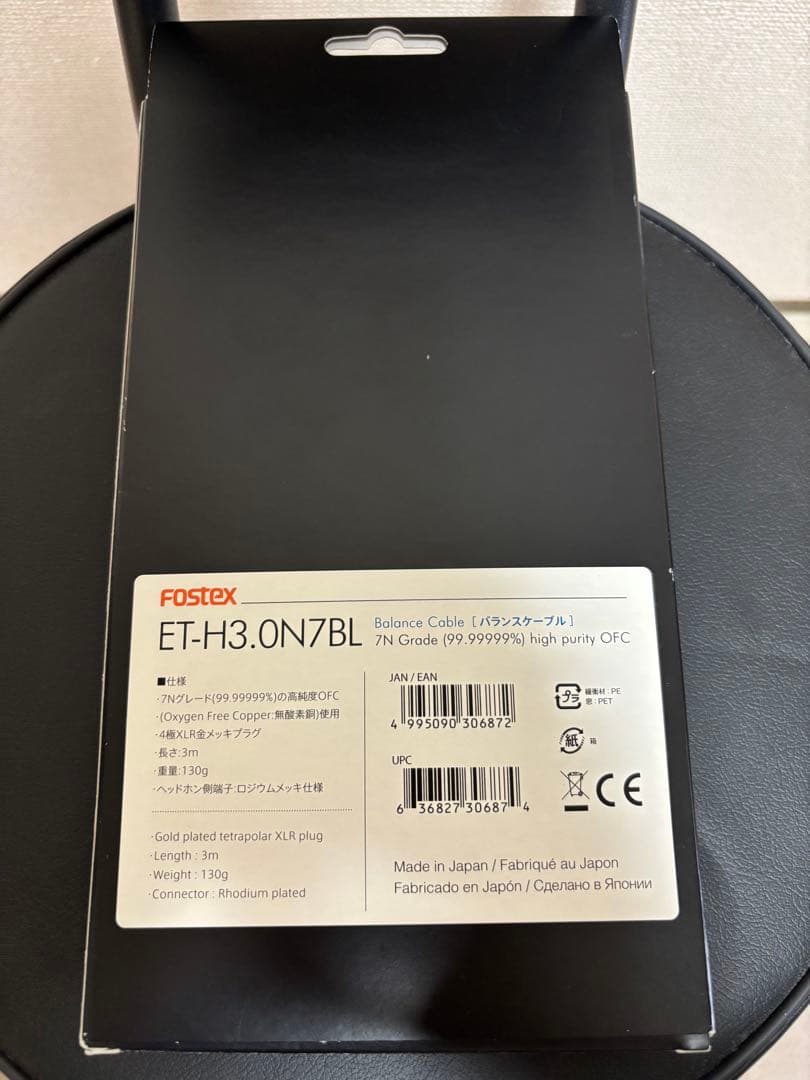 FOSTEX
ET-H3.0N7BL
Balance Cable [バランスケーブル]
7N Grade (99.99999%) high purity OFC
■仕様
・7Nグレード(99.99999%)の高純度OFC
・(Oxygen Free Copper:無酸素銅)使用
・4極XLR金メッキプラグ
・長さ:3m
・重量:130g
・ヘッドホン側端子:ロジウムメッキ仕様
・Gold plated tetrapolar XLR plug
・Length : 3m
・Weight : 130g
・Connector : Rhodium plated
JAN / EAN
4 995090 306872
UPC
6 36827 30687 4
プラ
緩衝材 : PE
窓 : PET
紙
箱
CE
Made in Japan / Fabriqué au Japon
Fabricado en Japón / Сделано в Японии